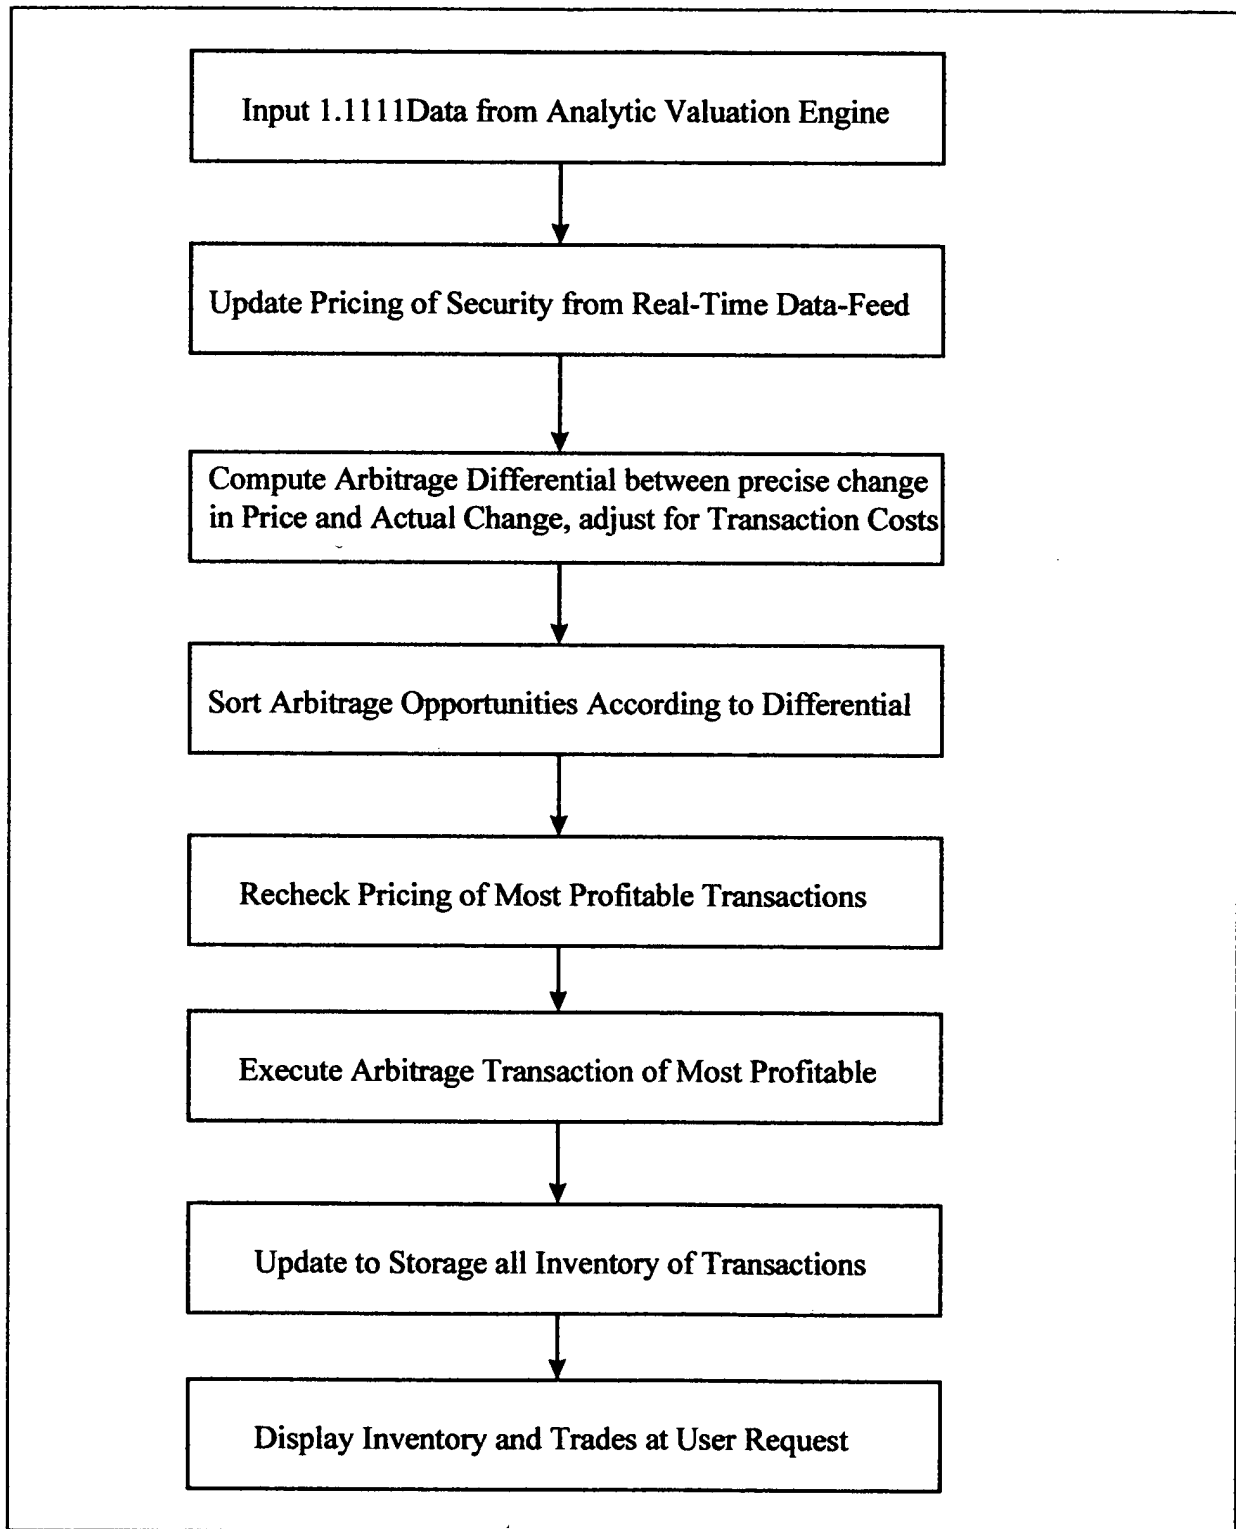 Input 1.1111Data from Analytic Valuation Engine
Update Pricing of Security from Real-Time Data-Feed
Compute Arbitrage Differential between precise change
in Price and Actual Change, adjust for Transaction Costs
Sort Arbitrage Opportunities According to Differential
Recheck Pricing of Most Profitable Transactions
Execute Arbitrage Transaction of Most Profitable
Update to Storage all Inventory of Transactions
Display Inventory and Trades at User Request